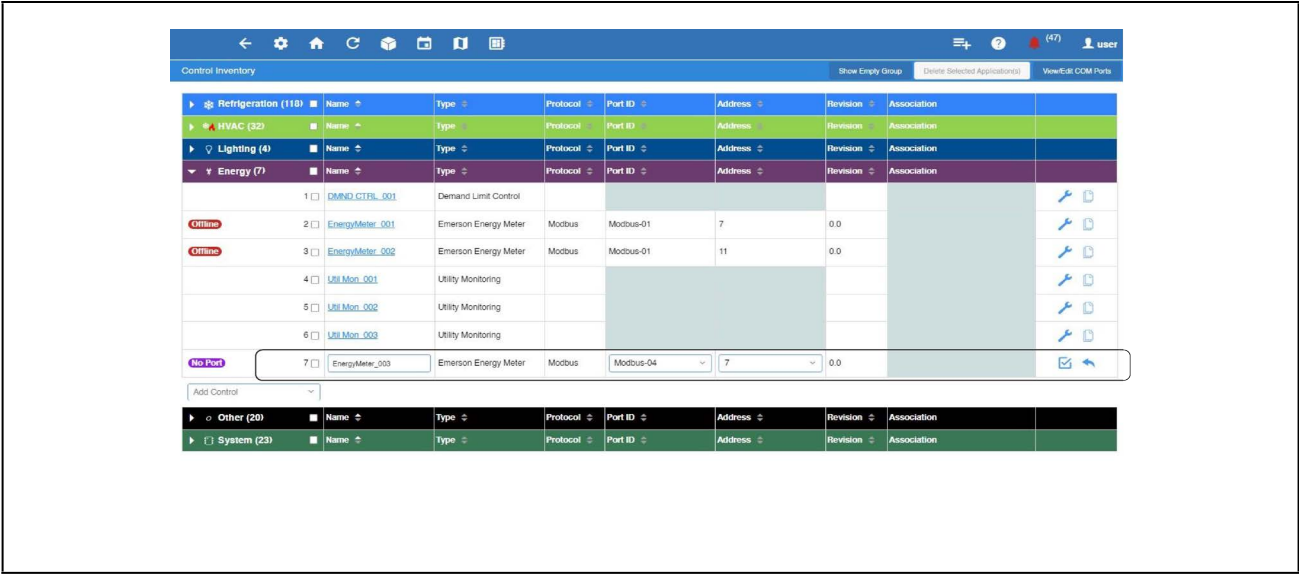 (47) user
Control Inventory Show Empty Group Delete Selected Application(s) View/Edit COM Ports
Refrigeration (118) Name Type Protocol Port ID Address Revision Association
HVAC (32) Name Type Protocol Port ID Address Revision Association
Lighting (4) Name Type Protocol Port ID Address Revision Association
Energy (7) Name Type Protocol Port ID Address Revision Association
1 DMND CTRL_001 Demand Limit Control
Offline 2 EnergyMeter_001 Emerson Energy Meter Modbus Modbus-01 7 0.0
Offline 3 EnergyMeter_002 Emerson Energy Meter Modbus Modbus-01 11 0.0
4 Util Mon_001 Utility Monitoring
5 Util Mon_002 Utility Monitoring
6 Util Mon_003 Utility Monitoring
No Port 7 EnergyMeter_003 Emerson Energy Meter Modbus Modbus-04 7 0.0
Add Control
Other (20) Name Type Protocol Port ID Address Revision Association
System (23) Name Type Protocol Port ID Address Revision Association